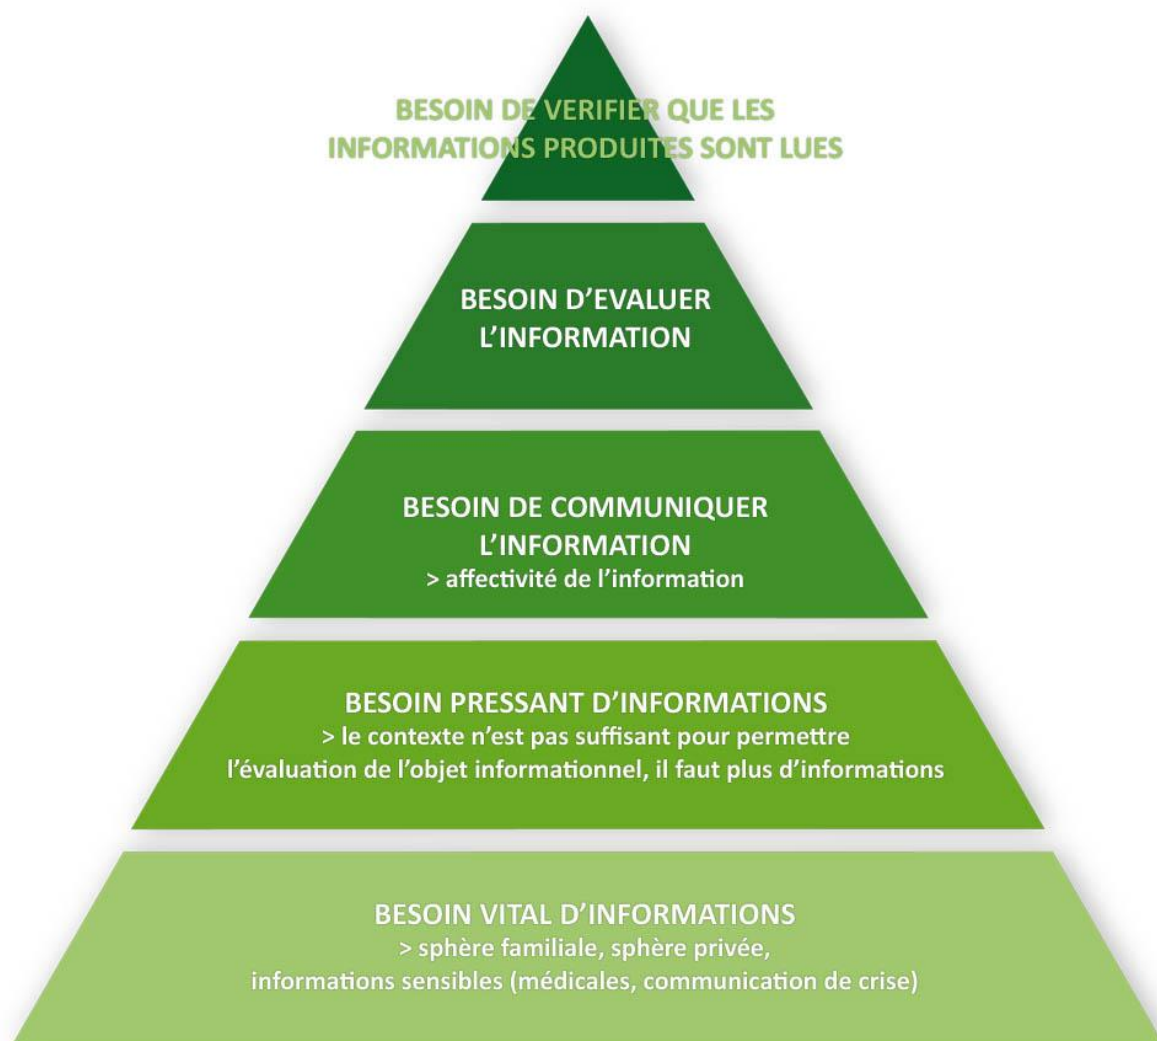 BESOIN DE VERIFIER QUE LES
INFORMATIONS PRODUITES SONT LUES
BESOIN D’EVALUER
L’INFORMATION
BESOIN DE COMMUNIQUER
L’INFORMATION
> affectivité de l’information
BESOIN PRESSANT D’INFORMATIONS
> le contexte n’est pas suffisant pour permettre
l’évaluation de l’objet informationnel, il faut plus d’informations
BESOIN VITAL D’INFORMATIONS
> sphère familiale, sphère privée,
informations sensibles (médicales, communication de crise)